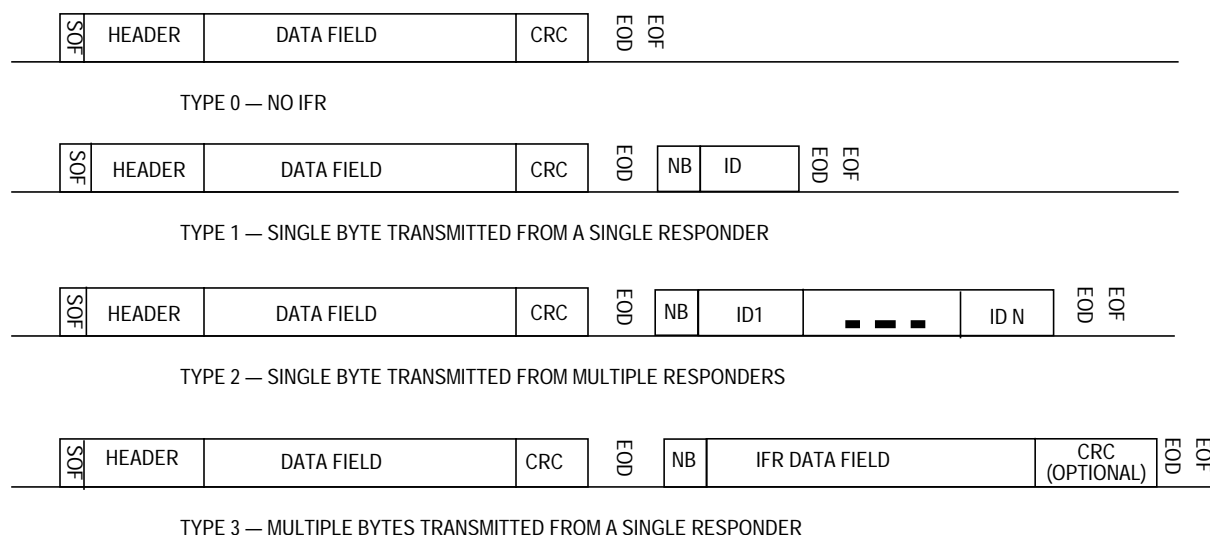 SOF HEADER DATA FIELD CRC EOD EOF
TYPE 0 — NO IFR
SOF HEADER DATA FIELD CRC EOD NB ID EOD EOF
TYPE 1 — SINGLE BYTE TRANSMITTED FROM A SINGLE RESPONDER
SOF HEADER DATA FIELD CRC EOD NB ID1 ID N EOD EOF
TYPE 2 — SINGLE BYTE TRANSMITTED FROM MULTIPLE RESPONDERS
SOF HEADER DATA FIELD CRC EOD NB IFR DATA FIELD CRC (OPTIONAL) EOD EOF
TYPE 3 — MULTIPLE BYTES TRANSMITTED FROM A SINGLE RESPONDER